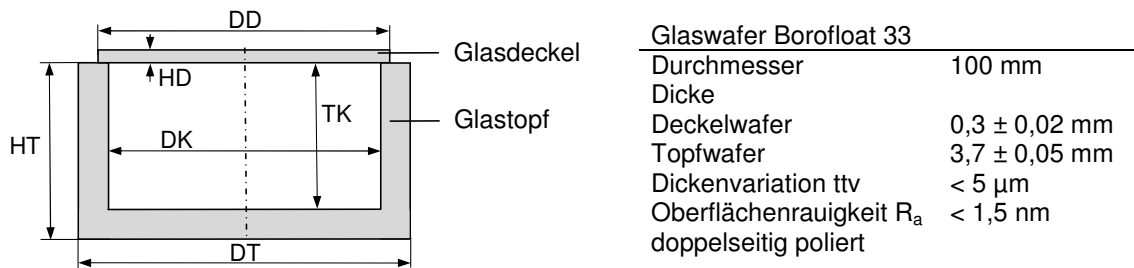 DD
Glasdeckel
HD
TK
Glastopf
HT
DK
DT
Glaswafer Borofloat 33
Durchmesser 100 mm
Dicke
Deckelwafer 0,3 ± 0,02 mm
Topfwafer 3,7 ± 0,05 mm
Dickenvariation ttv < 5 µm
Oberflächenrauigkeit Ra < 1,5 nm
doppelseitig poliert